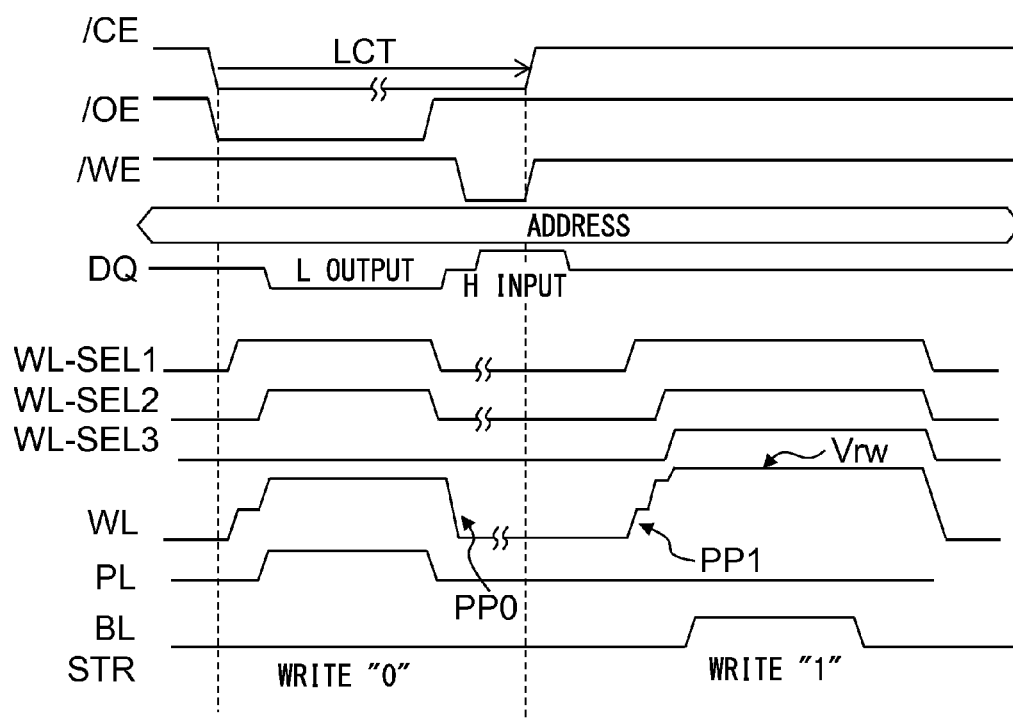 /CE
LCT
/OE
/WE
ADDRESS
DQ
L OUTPUT
H INPUT
WL-SEL1
WL-SEL2
WL-SEL3
Vrw
WL
PP1
PL
PP0
BL
STR
WRITE "0"
WRITE "1"